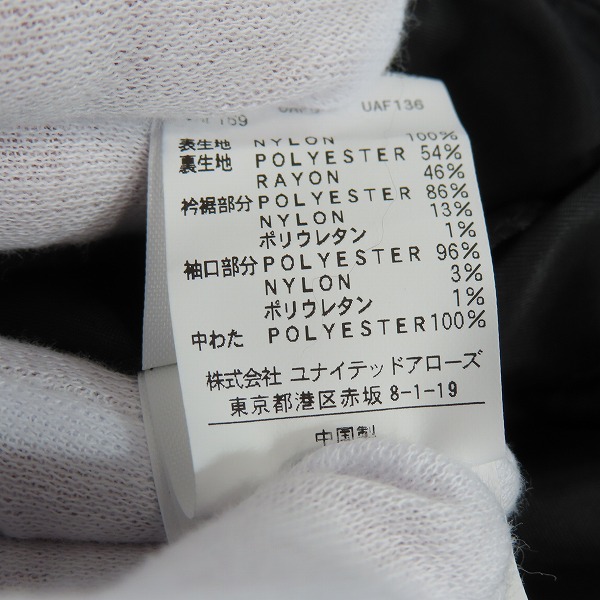 UAF136
表生地 NYLON 100%
裏生地 POLYESTER 54%
RAYON 46%
衿裾部分 POLYESTER 86%
NYLON 13%
ポリウレタン 1%
袖口部分 POLYESTER 96%
NYLON 3%
ポリウレタン 1%
中わた POLYESTER 100%
株式会社 ユナイテッドアローズ
東京都港区赤坂 8-1-19
中国製